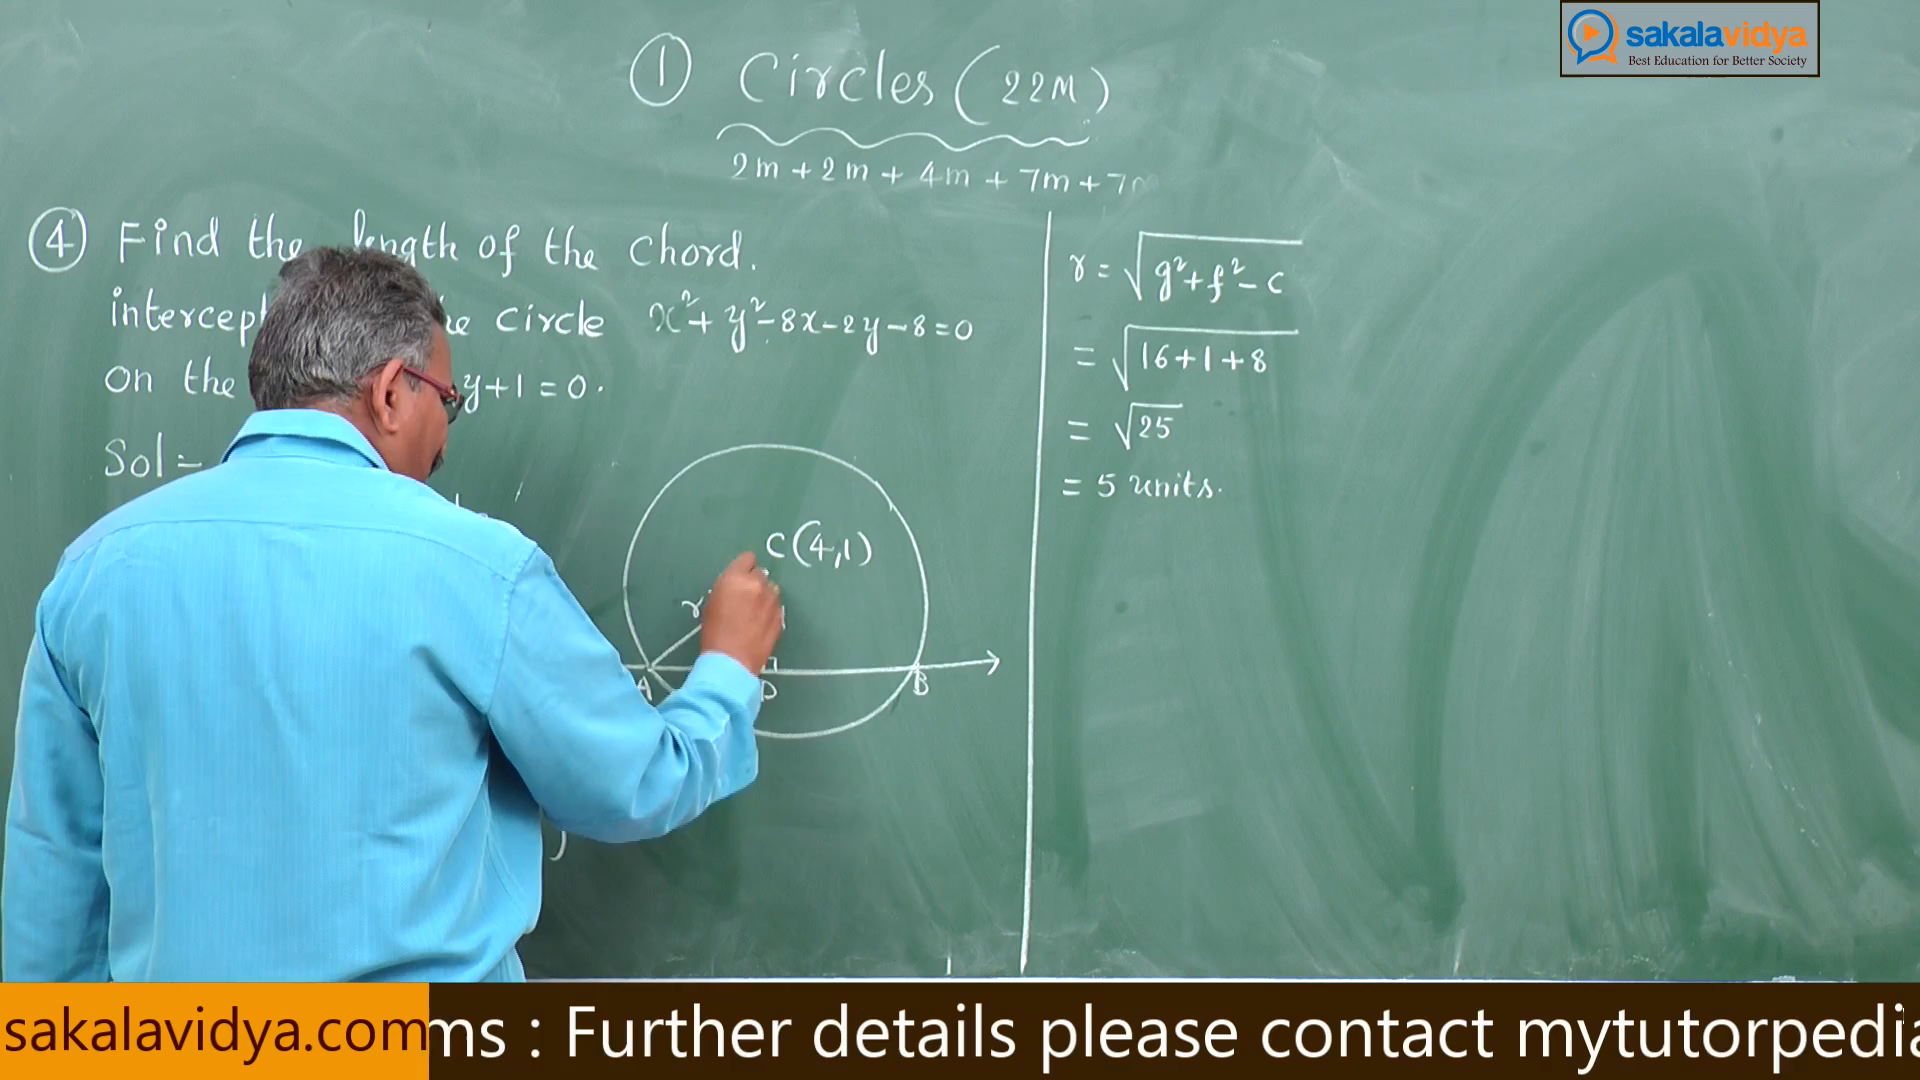 sakalavidya
Best Education for Better Society
① Circles (22M)
2m + 2m + 4m + 7m + 7
④ Find the length of the chord.
intercep circle x²+y²-8x-2y-8=0
on the y+1=0.
Sol:-
C(4,1)
r
A D B
r = √g²+f²-c
= √16+1+8
= √25
= 5 units.
sakalavidya.com ms : Further details please contact mytutorpedia